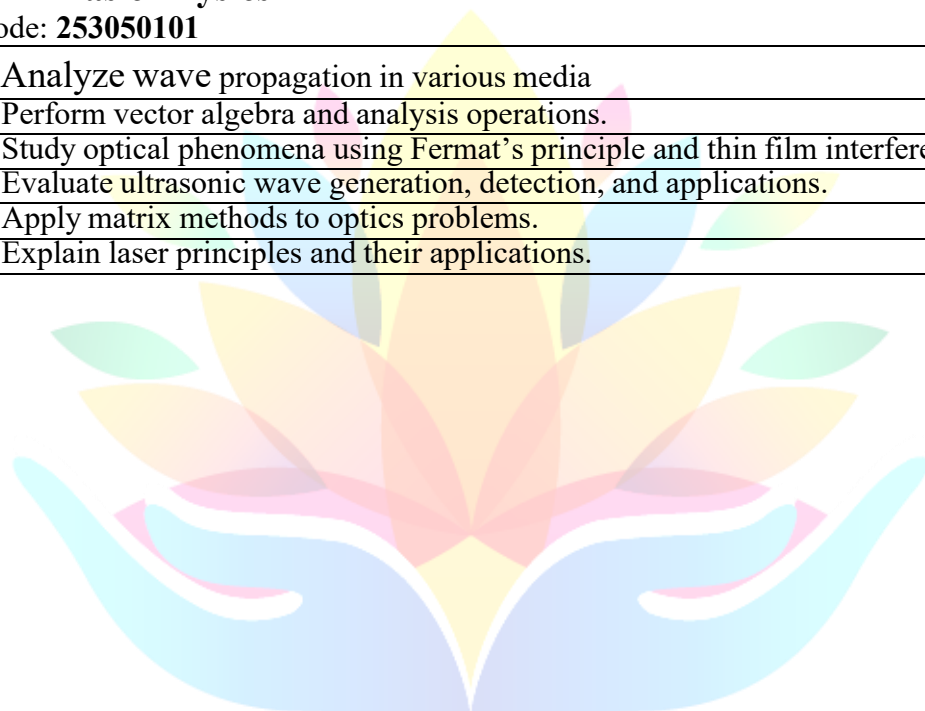 ode: 253050101
Analyze wave propagation in various media
Perform vector algebra and analysis operations.
Study optical phenomena using Fermat’s principle and thin film interfere
Evaluate ultrasonic wave generation, detection, and applications.
Apply matrix methods to optics problems.
Explain laser principles and their applications.